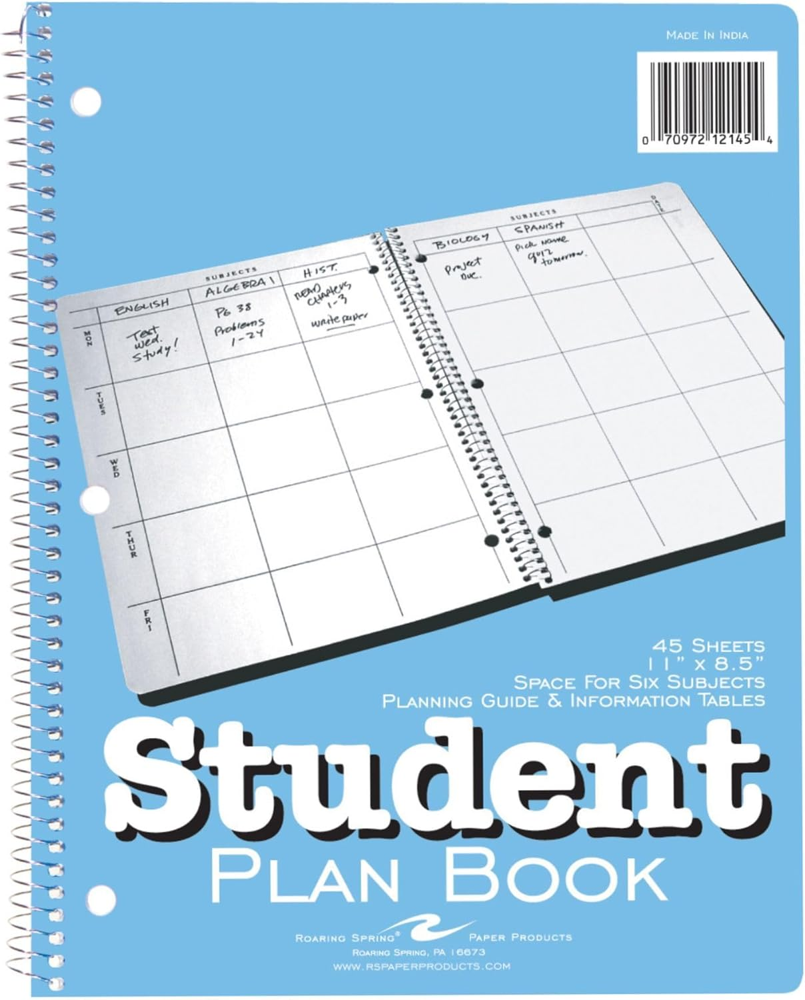 MADE IN INDIA
0 70972 12145 4
SUBJECTS
ENGLISH ALGEBRA 1 HIST.
MON
Test
Wed.
Study!
PG 38
Problems
1-24
READ
CHAPTERS
1-3
write paper
TUES
WED
THUR
FRI
SUBJECTS
DATE
BIOLOGY SPANISH
Project
Due.
Pick Name
quiz
tomorrow.
45 SHEETS
11" X 8.5"
SPACE FOR SIX SUBJECTS
PLANNING GUIDE & INFORMATION TABLES
Student
PLAN BOOK
ROARING SPRING® PAPER PRODUCTS
ROARING SPRING, PA 16673
WWW.RSPAPERPRODUCTS.COM